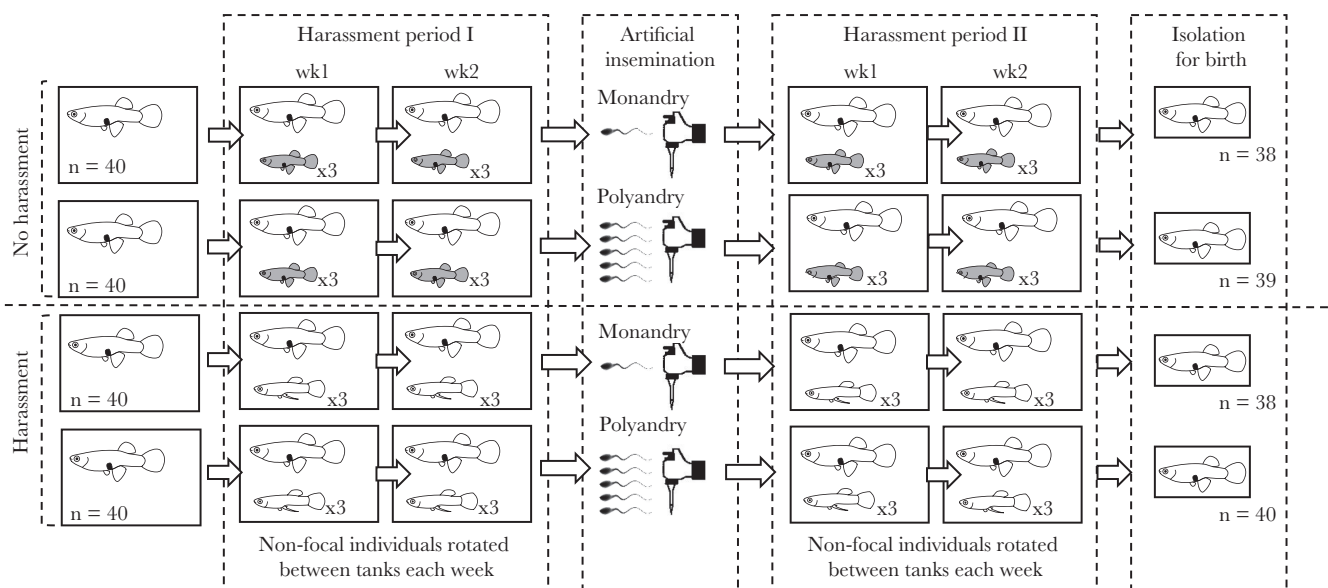 Harassment period I
Artificial
insemination
Harassment period II
Isolation
for birth
wk1
wk2
wk1
wk2
No harassment
n = 40
x3
x3
Monandry
x3
x3
n = 38
n = 40
x3
x3
Polyandry
x3
x3
n = 39
Harassment
n = 40
x3
x3
Monandry
x3
x3
n = 38
n = 40
x3
x3
Polyandry
x3
x3
n = 40
Non-focal individuals rotated
between tanks each week
Non-focal individuals rotated
between tanks each week